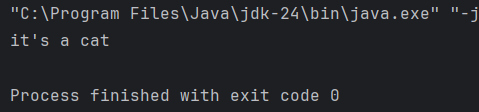 "C:\Program Files\Java\jdk-24\bin\java.exe" "-j
it's a cat
Process finished with exit code 0